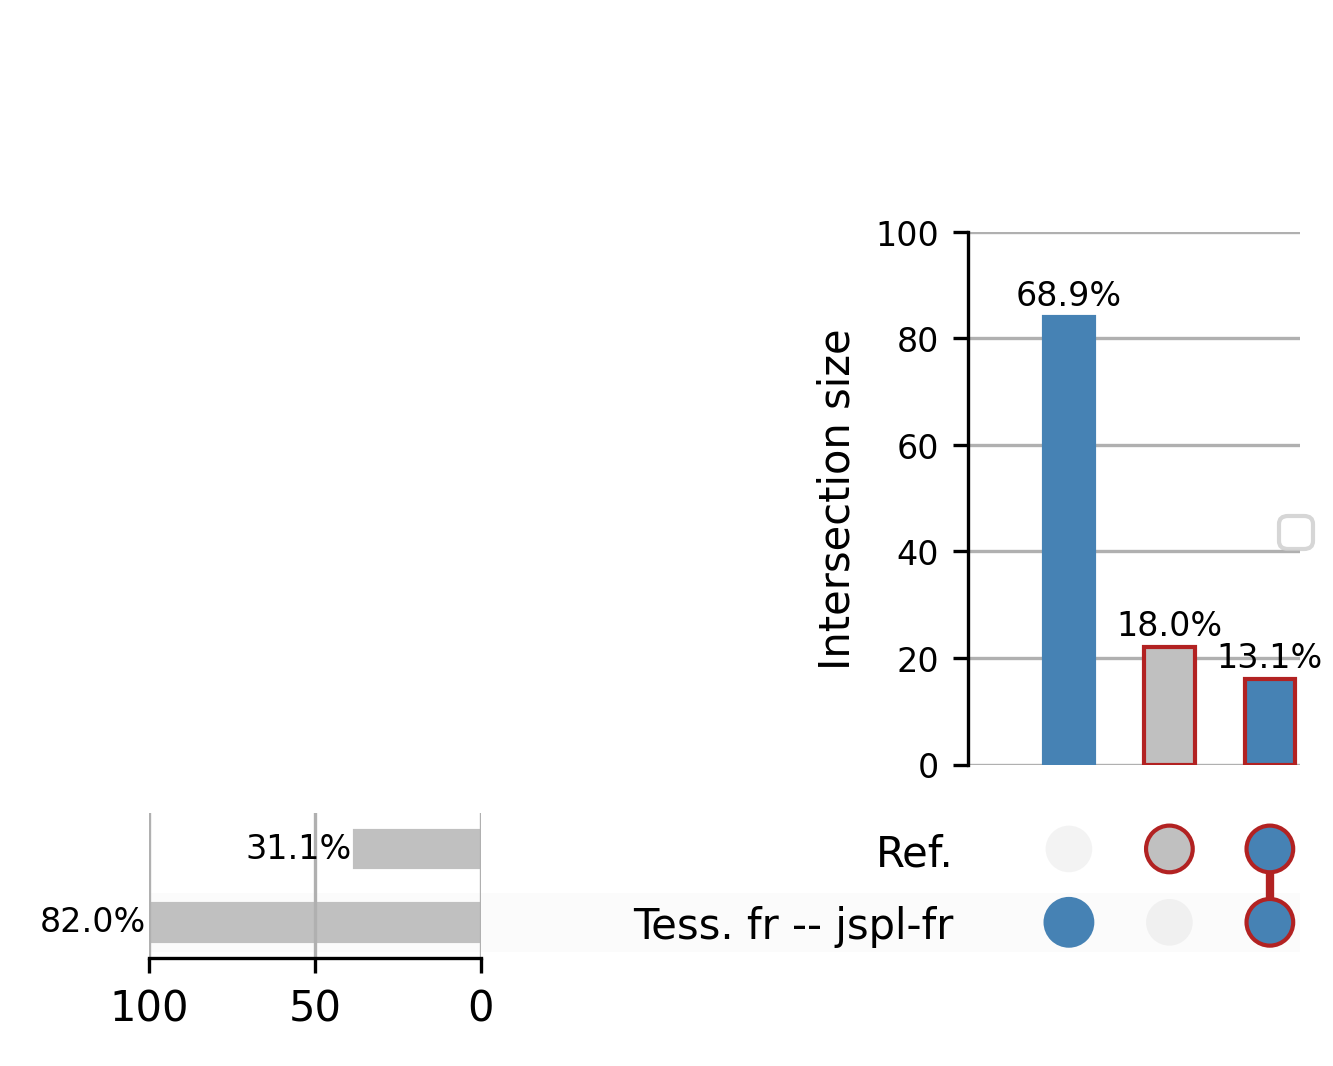 100
68.9%
80
Intersection size
60
40
18.0%
20
13.1%
0
31.1%
Ref.
82.0%
Tess. fr -- jspl-fr
100 50 0